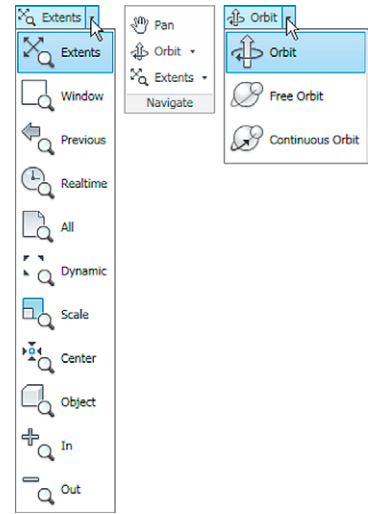 Extents
Extents
Window
Previous
Realtime
All
Dynamic
Scale
Center
Object
In
Out
Pan
Orbit
Extents
Navigate
Orbit
Orbit
Free Orbit
Continuous Orbit